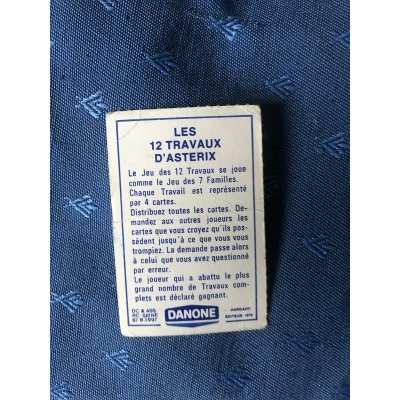 LES
12 TRAVAUX
D'ASTERIX
Le Jeu des 12 Travaux se joue
comme le Jeu des 7 Familles.
Chaque Travail est représenté
par 4 cartes.
Distribuez toutes les cartes. De-
mandez aux autres joueurs les
cartes que vous croyez qu'ils pos-
sèdent jusqu'à ce que vous vous
trompiez. La demande passe alors
à celui que vous avez questionné
par erreur.
Le joueur qui a abattu le plus
grand nombre de Travaux com-
plets est déclaré gagnant.
DANONE
DARGAUD
EDITEUR 1976